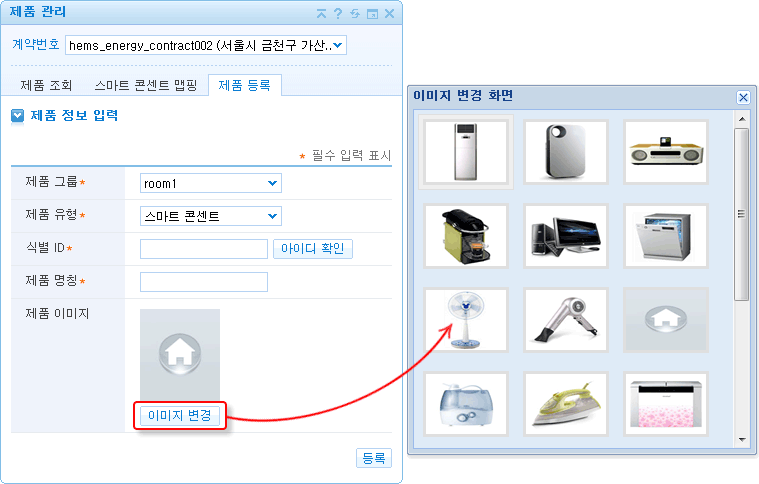 제품 관리
계약번호 hems_energy_contract002 (서울시 금천구 가산..
제품 조회 스마트 콘센트 맵핑 제품 등록
제품 정보 입력
* 필수 입력 표시
제품 그룹* room1
제품 유형* 스마트 콘센트
식별 ID* 아이디 확인
제품 명칭*
제품 이미지
이미지 변경
등록
이미지 변경 화면